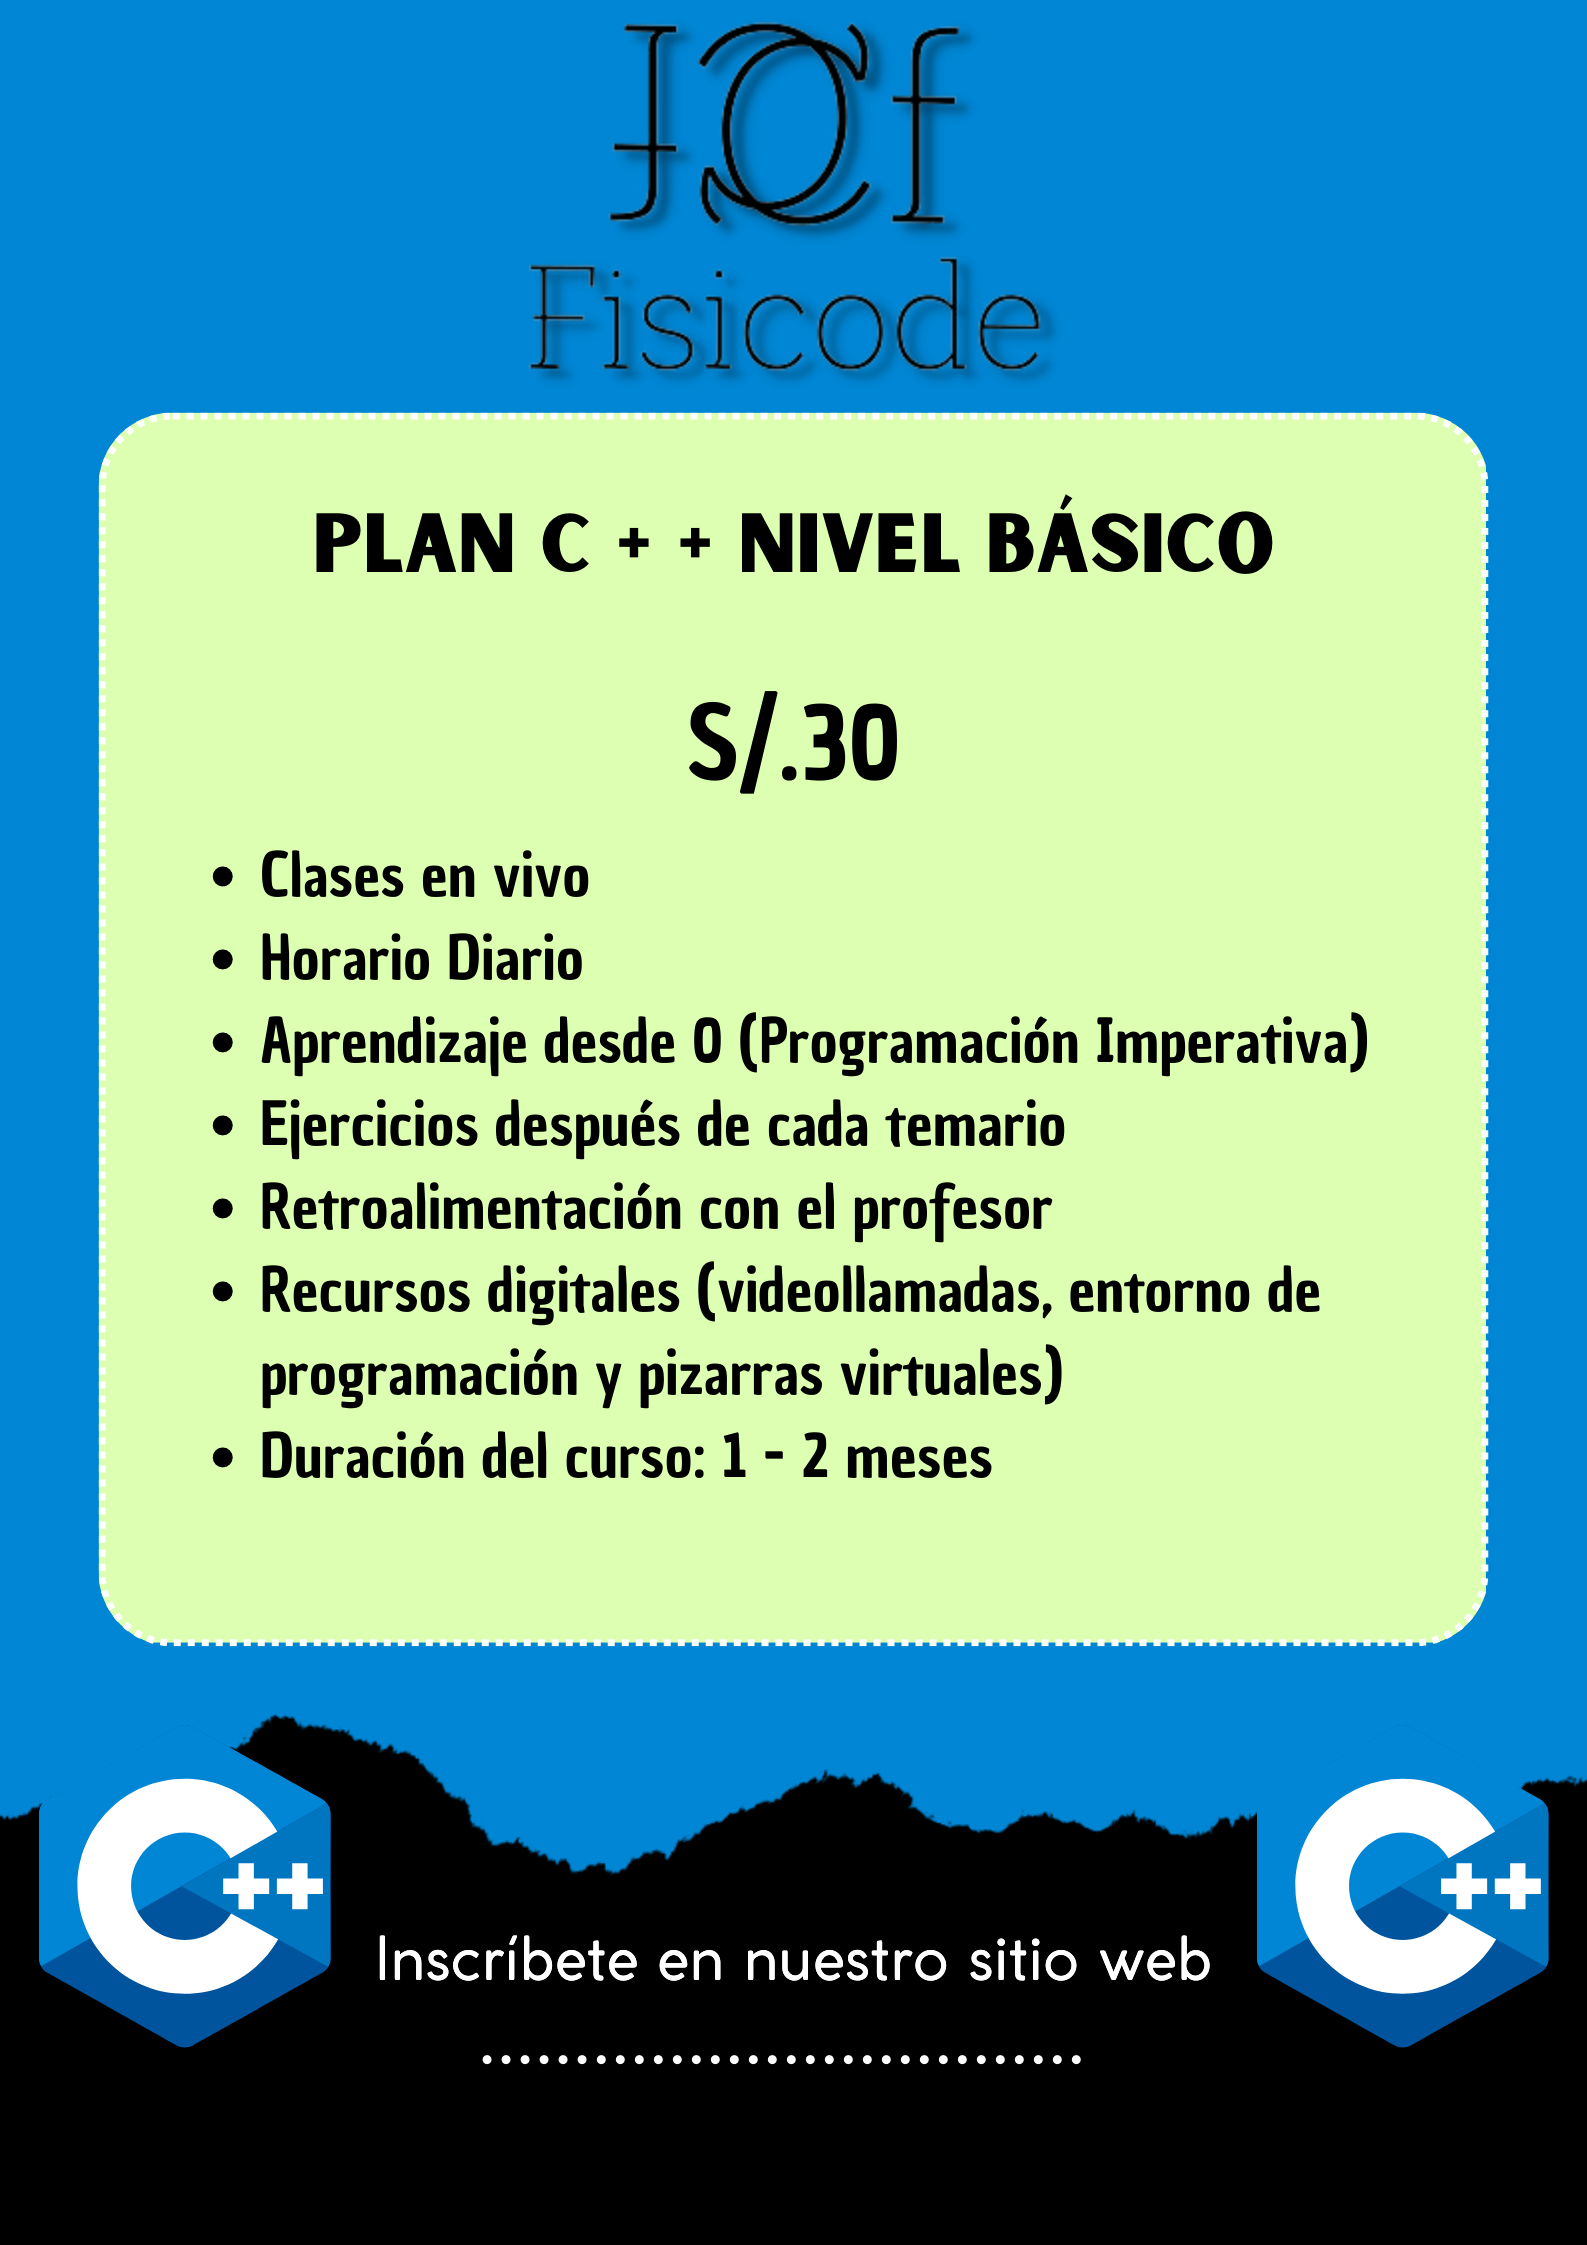 JCf
Fisicode
PLAN C + + NIVEL BÁSICO
S/.30
• Clases en vivo
• Horario Diario
• Aprendizaje desde 0 (Programación Imperativa)
• Ejercicios después de cada temario
• Retroalimentación con el profesor
• Recursos digitales (videollamadas, entorno de
programación y pizarras virtuales)
• Duración del curso: 1 - 2 meses
C++
C++
Inscríbete en nuestro sitio web